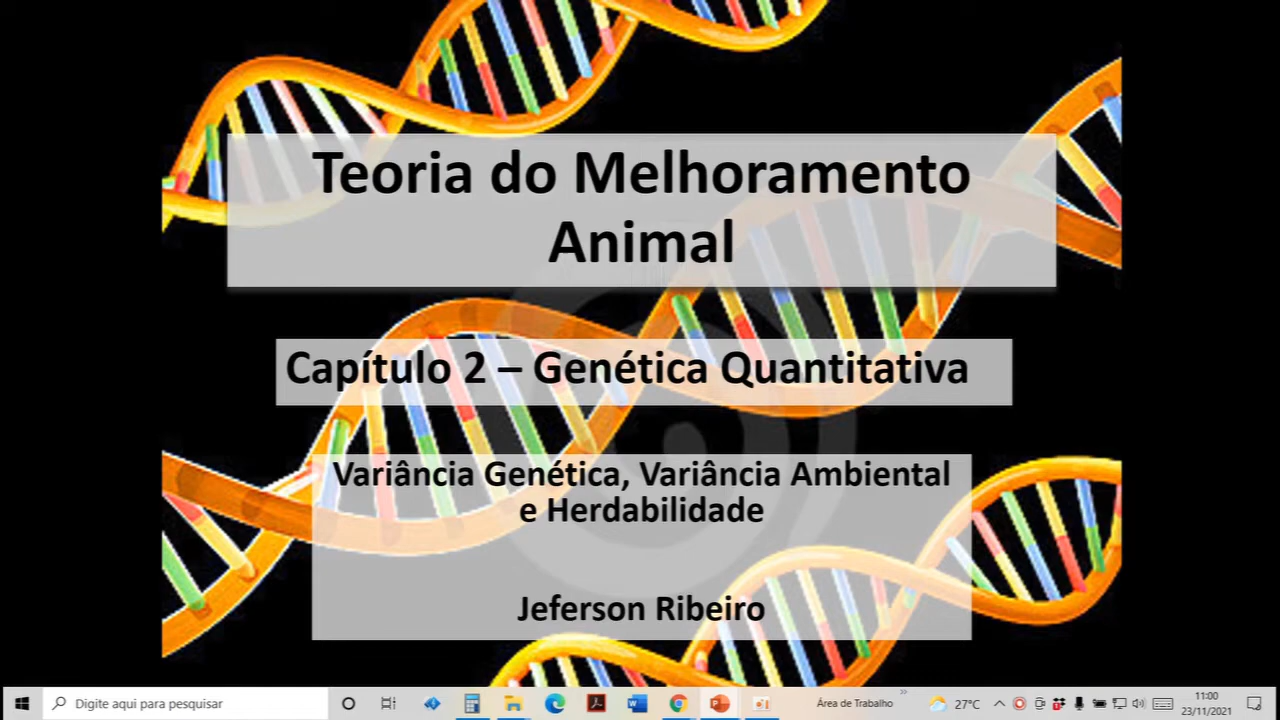 Teoria do Melhoramento
Animal
Capítulo 2 – Genética Quantitativa
Variância Genética, Variância Ambiental
e Herdabilidade
Jeferson Ribeiro
Digite aqui para pesquisar
Área de Trabalho
27°C
11:00
23/11/2021